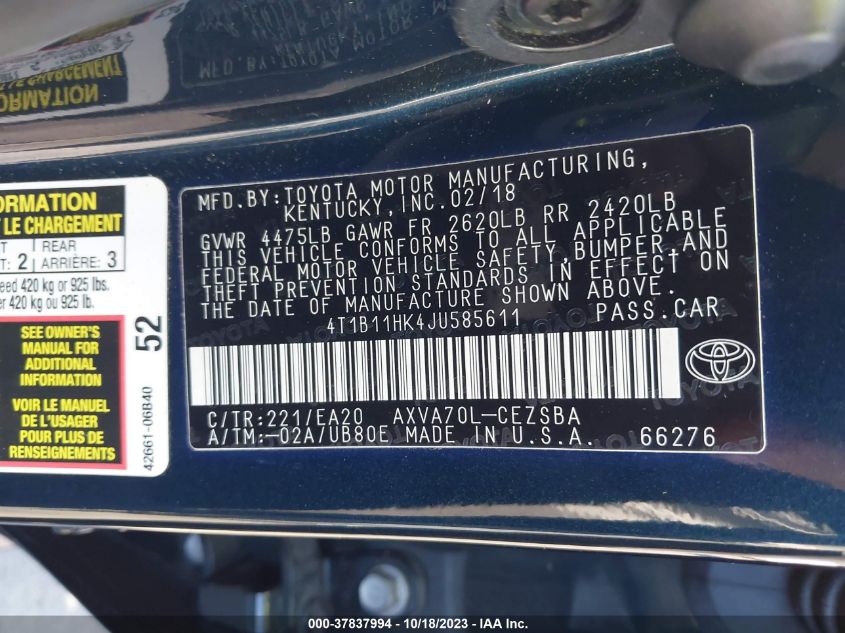 MFD.BY:TOYOTA MOTOR MANUFACTURING,
KENTUCKY,INC.02/18
GVWR 4475LB GAWR FR 2620LB RR 2420LB
THIS VEHICLE CONFORMS TO ALL APPLICABLE
FEDERAL MOTOR VEHICLE SAFETY,BUMPER,AND
THEFT PREVENTION STANDARDS IN EFFECT ON
THE DATE OF MANUFACTURE SHOWN ABOVE.
4T1B11HK4JU585611 PASS.CAR
C/TR:221/EA20 AXVA70L-CEZSBA
A/TM:-02A/UB80E MADE IN U.S.A. 66276
ORMATION
LE CHARGEMENT
REAR
2 ARRIÈRE: 3
420 kg or 925 lbs.
420 kg ou 925 lb.
SEE OWNER'S
MANUAL FOR
ADDITIONAL
INFORMATION
VOIR LE MANUEL
DE L'USAGER
POUR PLUS DE
RENSEIGNEMENTS
52
42661-06B40
000-37837994 - 10/18/2023 - IAA Inc.